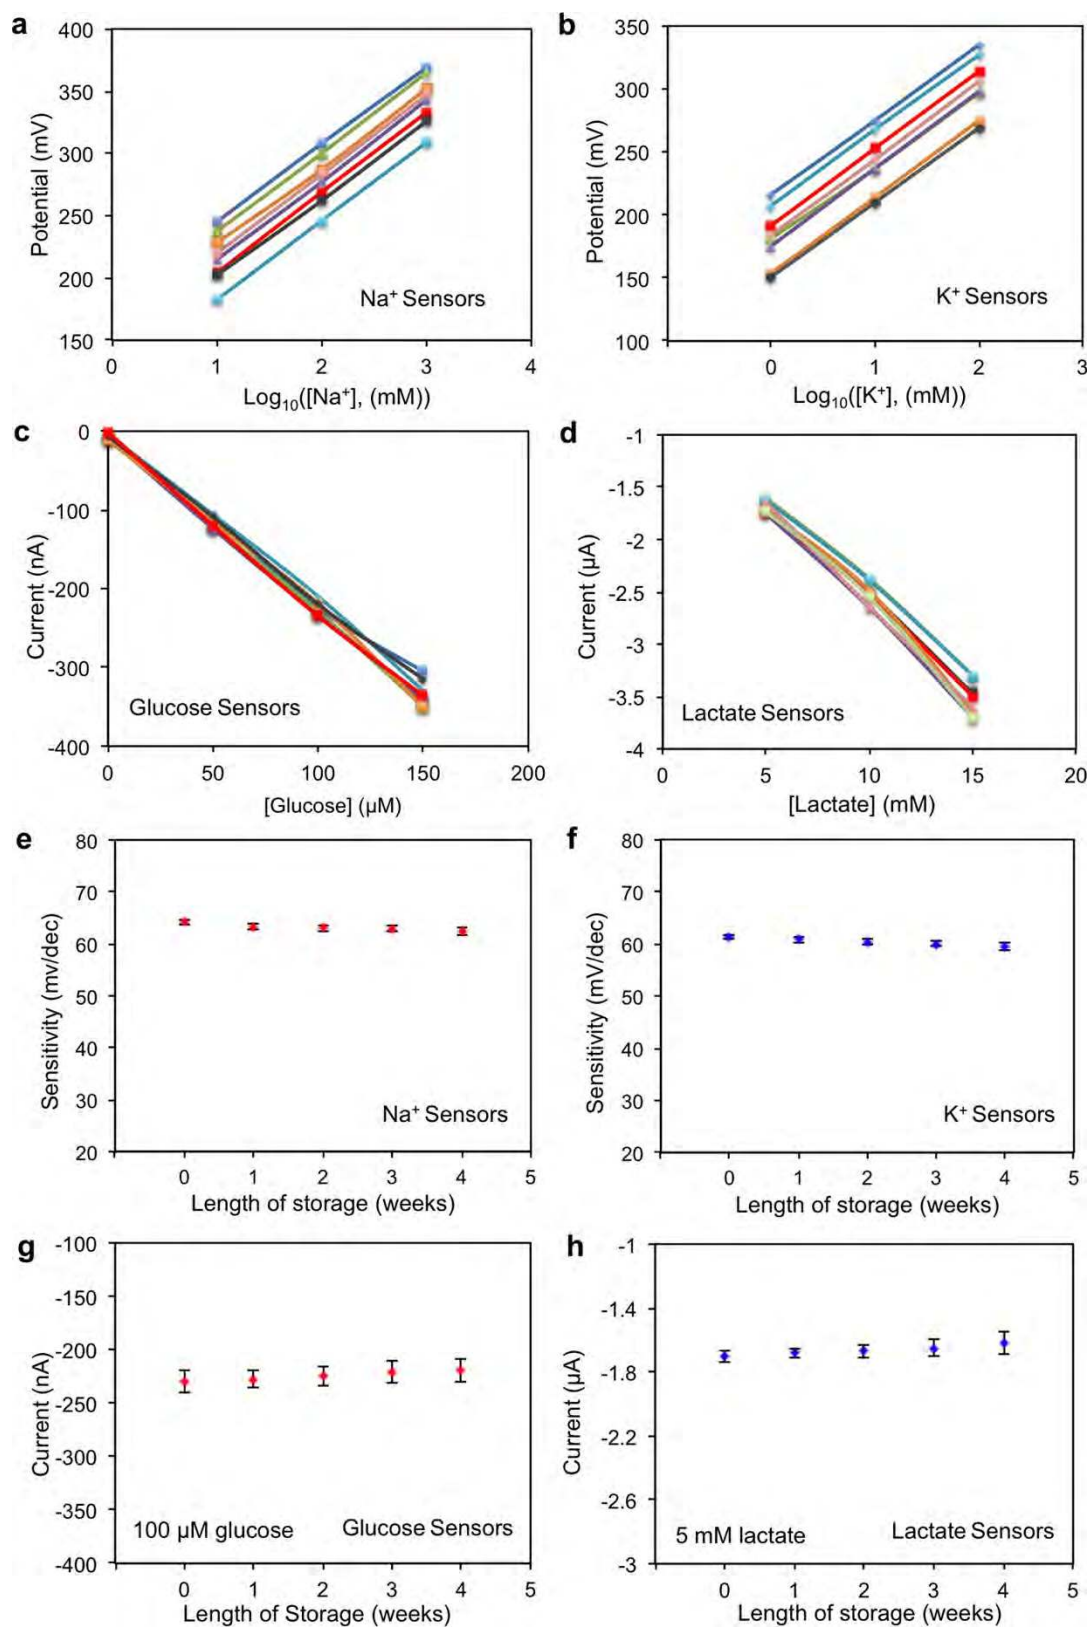 a
400
350
300
250
200
150
Potential (mV)
Na⁺ Sensors
0 1 2 3 4
Log₁₀([Na⁺], (mM))
b
350
300
250
200
150
100
Potential (mV)
K⁺ Sensors
0 1 2 3
Log₁₀([K⁺], (mM))
c
0
-100
-200
-300
-400
Current (nA)
Glucose Sensors
0 50 100 150 200
[Glucose] (µM)
d
-1
-1.5
-2
-2.5
-3
-3.5
-4
Current (µA)
Lactate Sensors
0 5 10 15 20
[Lactate] (mM)
e
80
70
60
50
40
30
20
Sensitivity (mv/dec)
Na⁺ Sensors
0 1 2 3 4 5
Length of storage (weeks)
f
80
70
60
50
40
30
20
Sensitivity (mV/dec)
K⁺ Sensors
0 1 2 3 4 5
Length of storage (weeks)
g
-100
-150
-200
-250
-300
-350
-400
Current (nA)
100 µM glucose
Glucose Sensors
0 1 2 3 4 5
Length of Storage (weeks)
h
-1
-1.4
-1.8
-2.2
-2.6
-3
Current (µA)
5 mM lactate
Lactate Sensors
0 1 2 3 4 5
Length of storage (weeks)